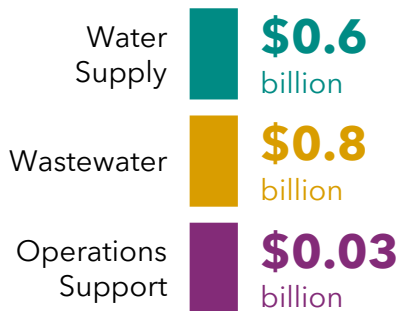 Water
Supply
$0.6
billion
Wastewater
$0.8
billion
Operations
Support
$0.03
billion